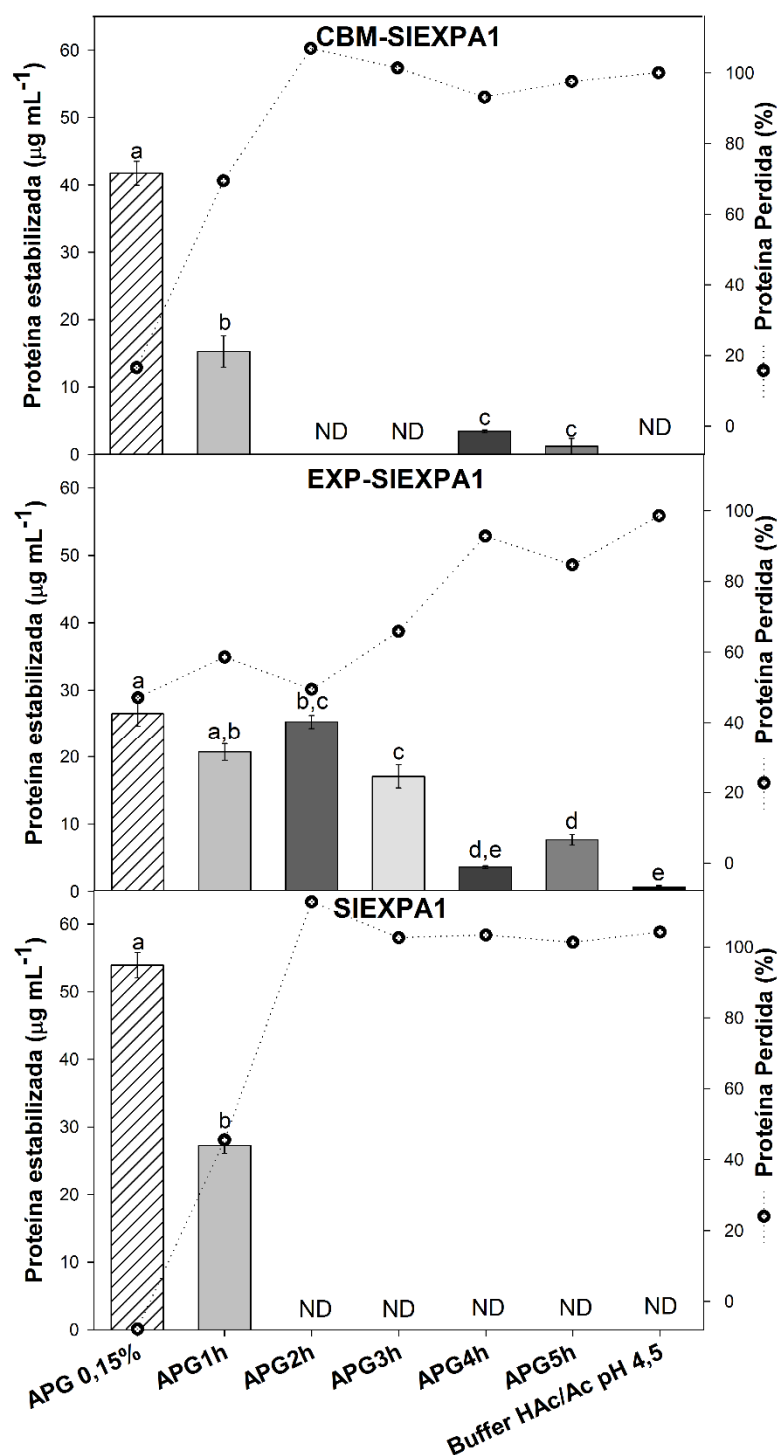 CBM-SlEXPA1
Proteína estabilizada (µg mL-1)
60
50
40
30
20
10
0
a
b
ND
ND
c
c
ND
100
80
60
40
20
0
Proteína Perdida (%)
EXP-SlEXPA1
Proteína estabilizada (µg mL-1)
60
50
40
30
20
10
0
a
a,b
b,c
c
d,e
d
e
100
80
60
40
20
0
Proteína Perdida (%)
SlEXPA1
Proteína estabilizada (µg mL-1)
60
50
40
30
20
10
0
a
b
ND
ND
ND
ND
ND
100
80
60
40
20
0
Proteína Perdida (%)
APG 0,15%
APG1h
APG2h
APG3h
APG4h
APG5h
Buffer HAc/Ac pH 4,5